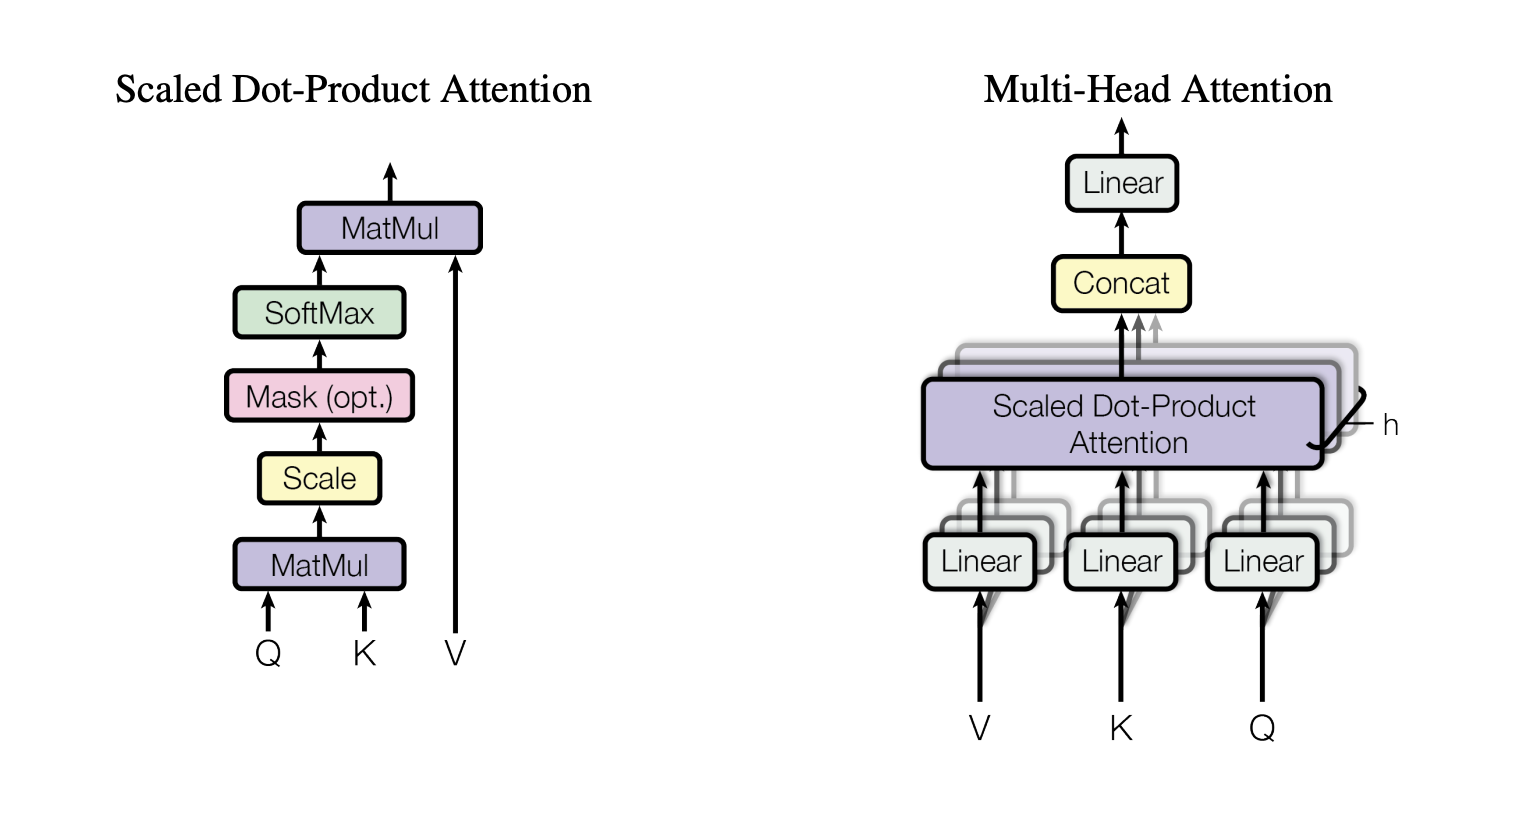 Scaled Dot-Product Attention
MatMul
SoftMax
Mask (opt.)
Scale
MatMul
Q K V
Multi-Head Attention
Linear
Concat
Scaled Dot-Product
Attention
h
Linear Linear Linear
V K Q